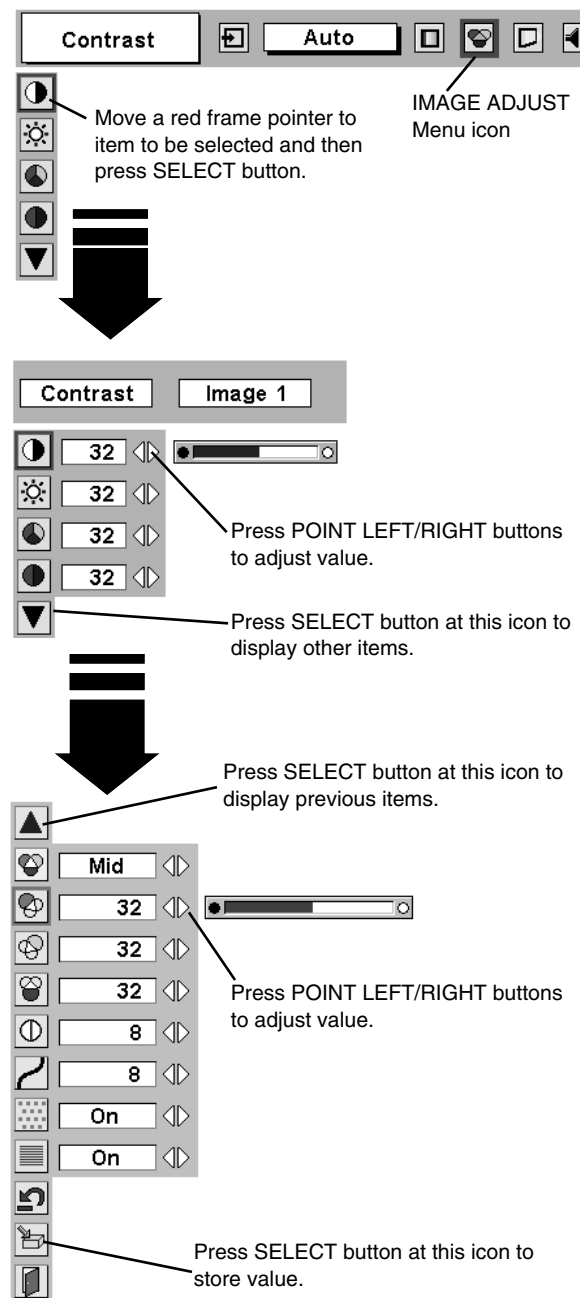 Contrast Auto
Move a red frame pointer to
item to be selected and then
press SELECT button.
IMAGE ADJUST
Menu icon
Contrast Image 1
32
32
32
32
Press POINT LEFT/RIGHT buttons
to adjust value.
Press SELECT button at this icon to
display other items.
Press SELECT button at this icon to
display previous items.
Mid
32
32
32
8
8
On
On
Press POINT LEFT/RIGHT buttons
to adjust value.
Press SELECT button at this icon to
store value.